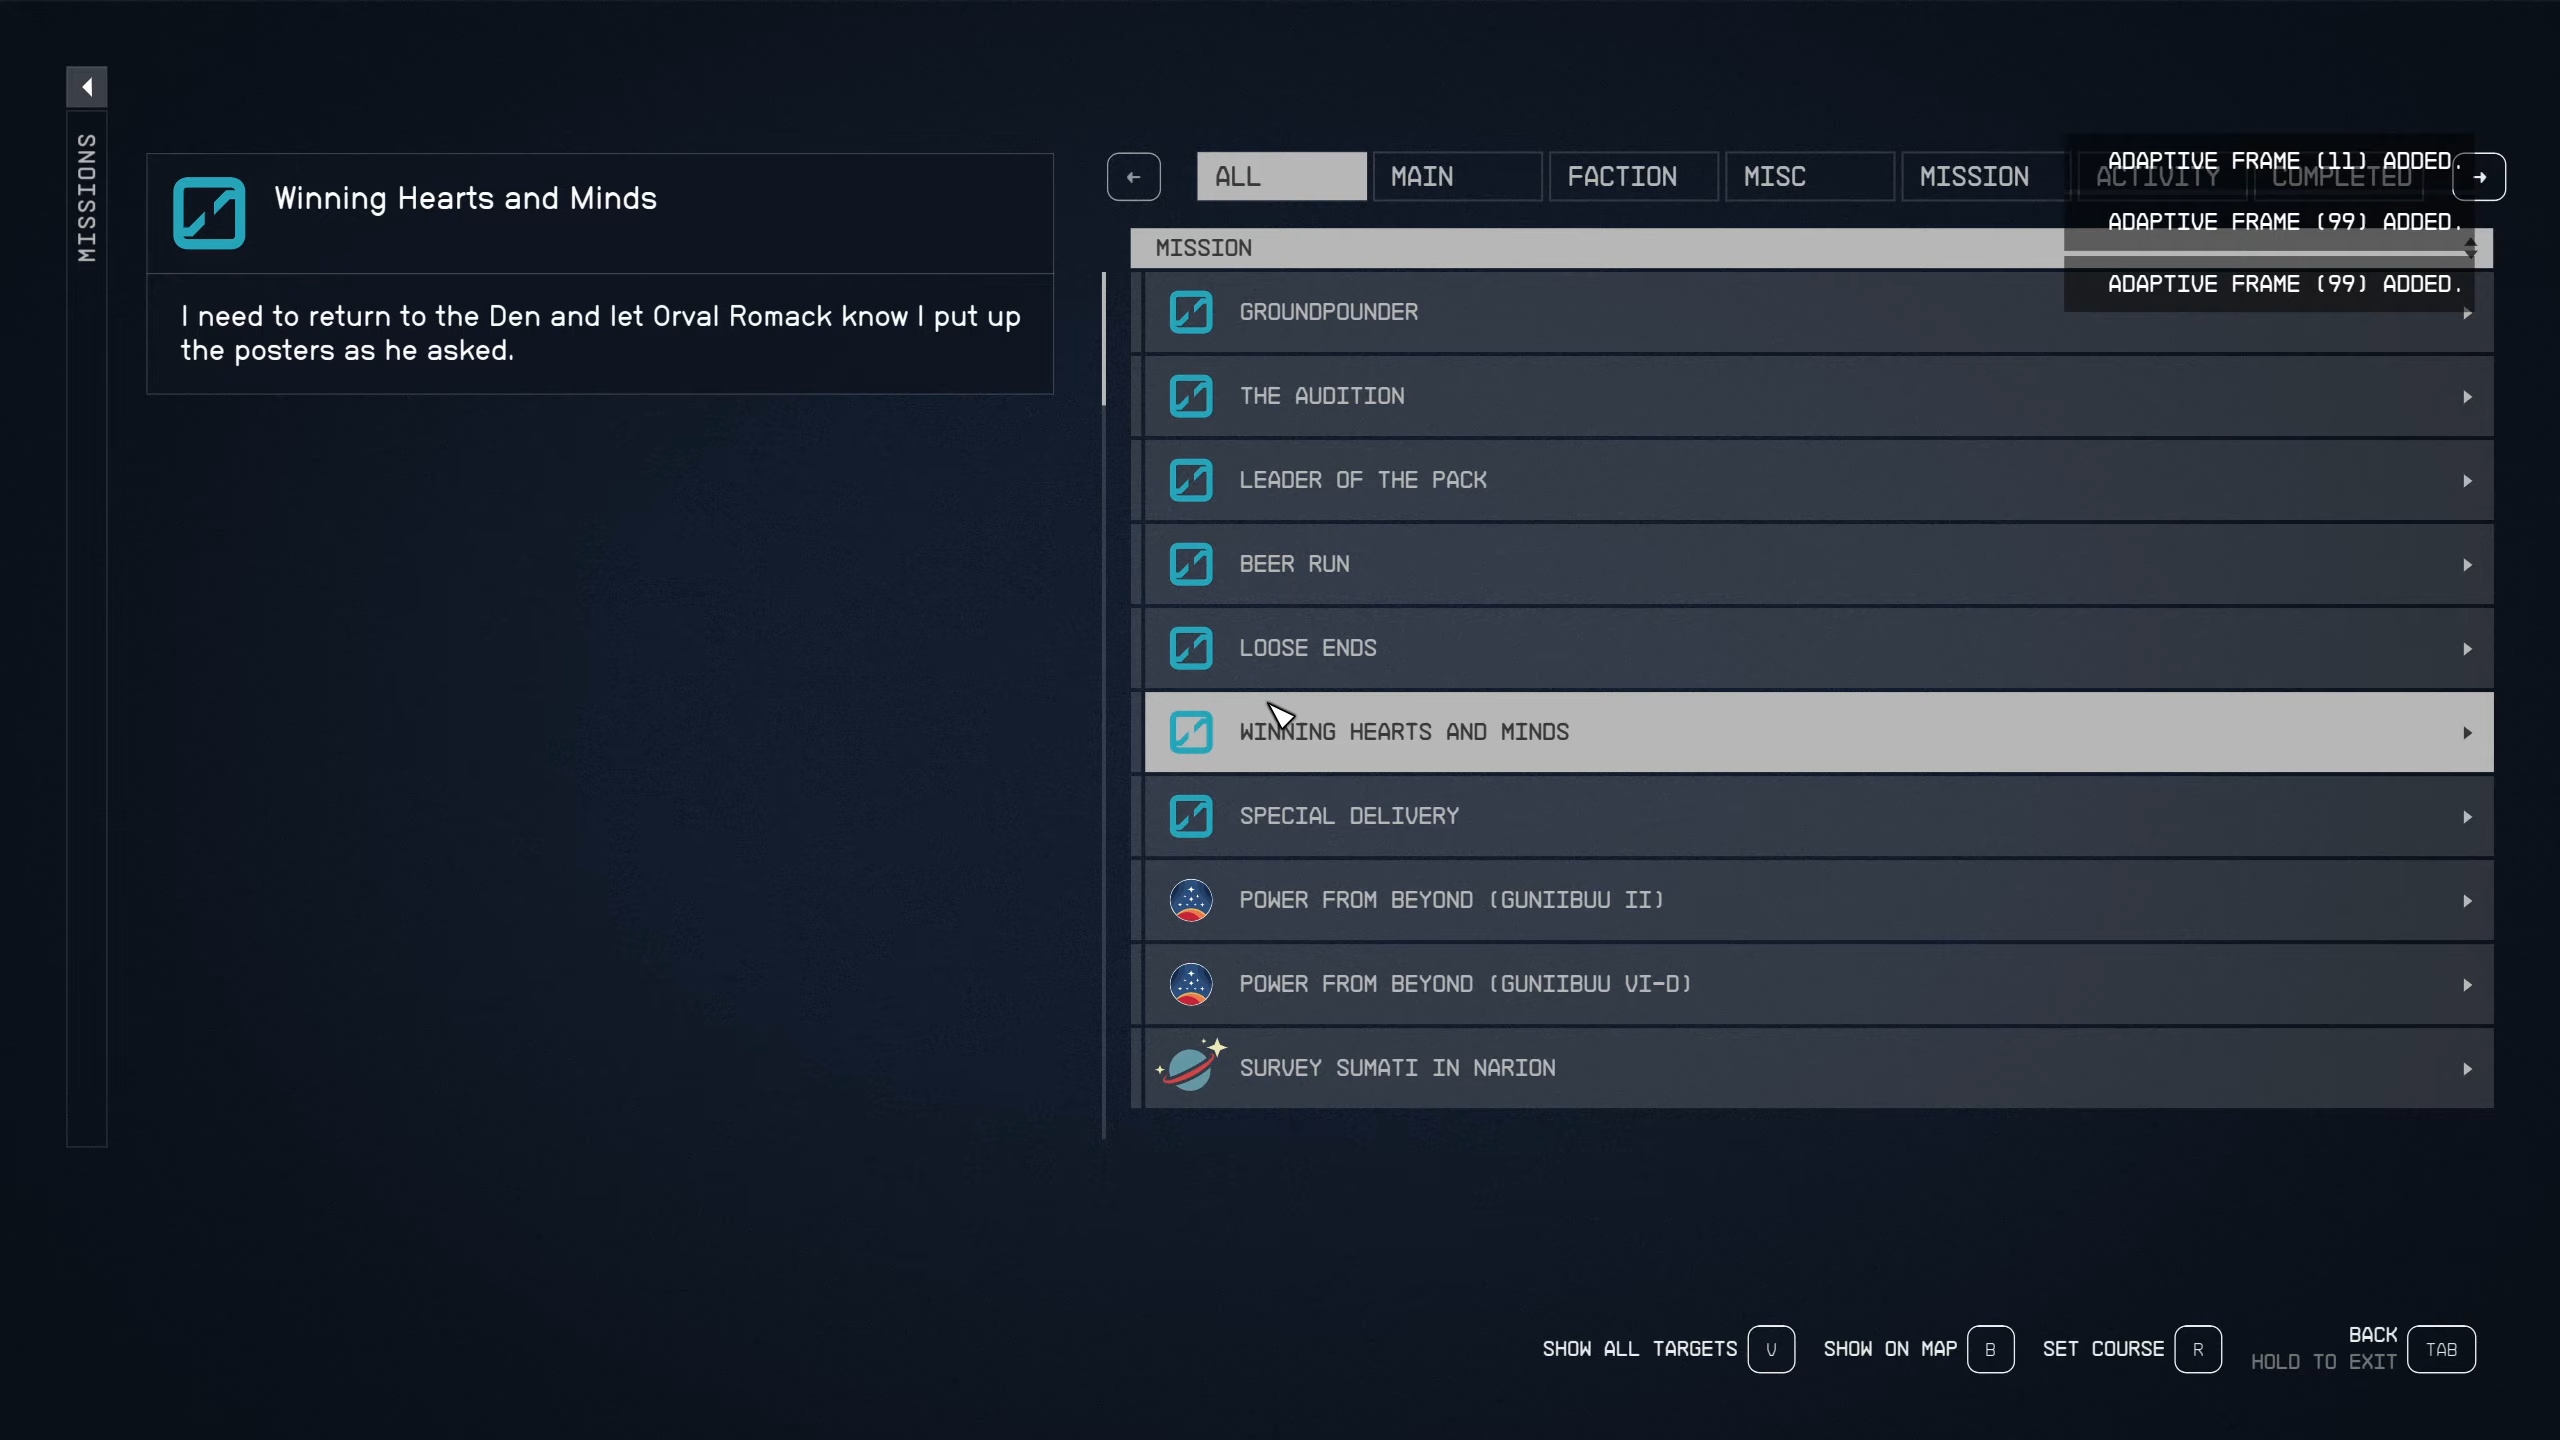 MISSIONS
Winning Hearts and Minds
I need to return to the Den and let Orval Romack know I put up
the posters as he asked.
ALL
MAIN
FACTION
MISC
MISSION
ACTIVITY
COMPLETED
ADAPTIVE FRAME (11) ADDED.
ADAPTIVE FRAME (99) ADDED.
ADAPTIVE FRAME (99) ADDED.
MISSION
GROUNDPOUNDER
THE AUDITION
LEADER OF THE PACK
BEER RUN
LOOSE ENDS
WINNING HEARTS AND MINDS
SPECIAL DELIVERY
POWER FROM BEYOND (GUNIIBUU II)
POWER FROM BEYOND (GUNIIBUU VI-D)
SURVEY SUMATI IN NARION
SHOW ALL TARGETS V
SHOW ON MAP B
SET COURSE R
BACK
HOLD TO EXIT
TAB